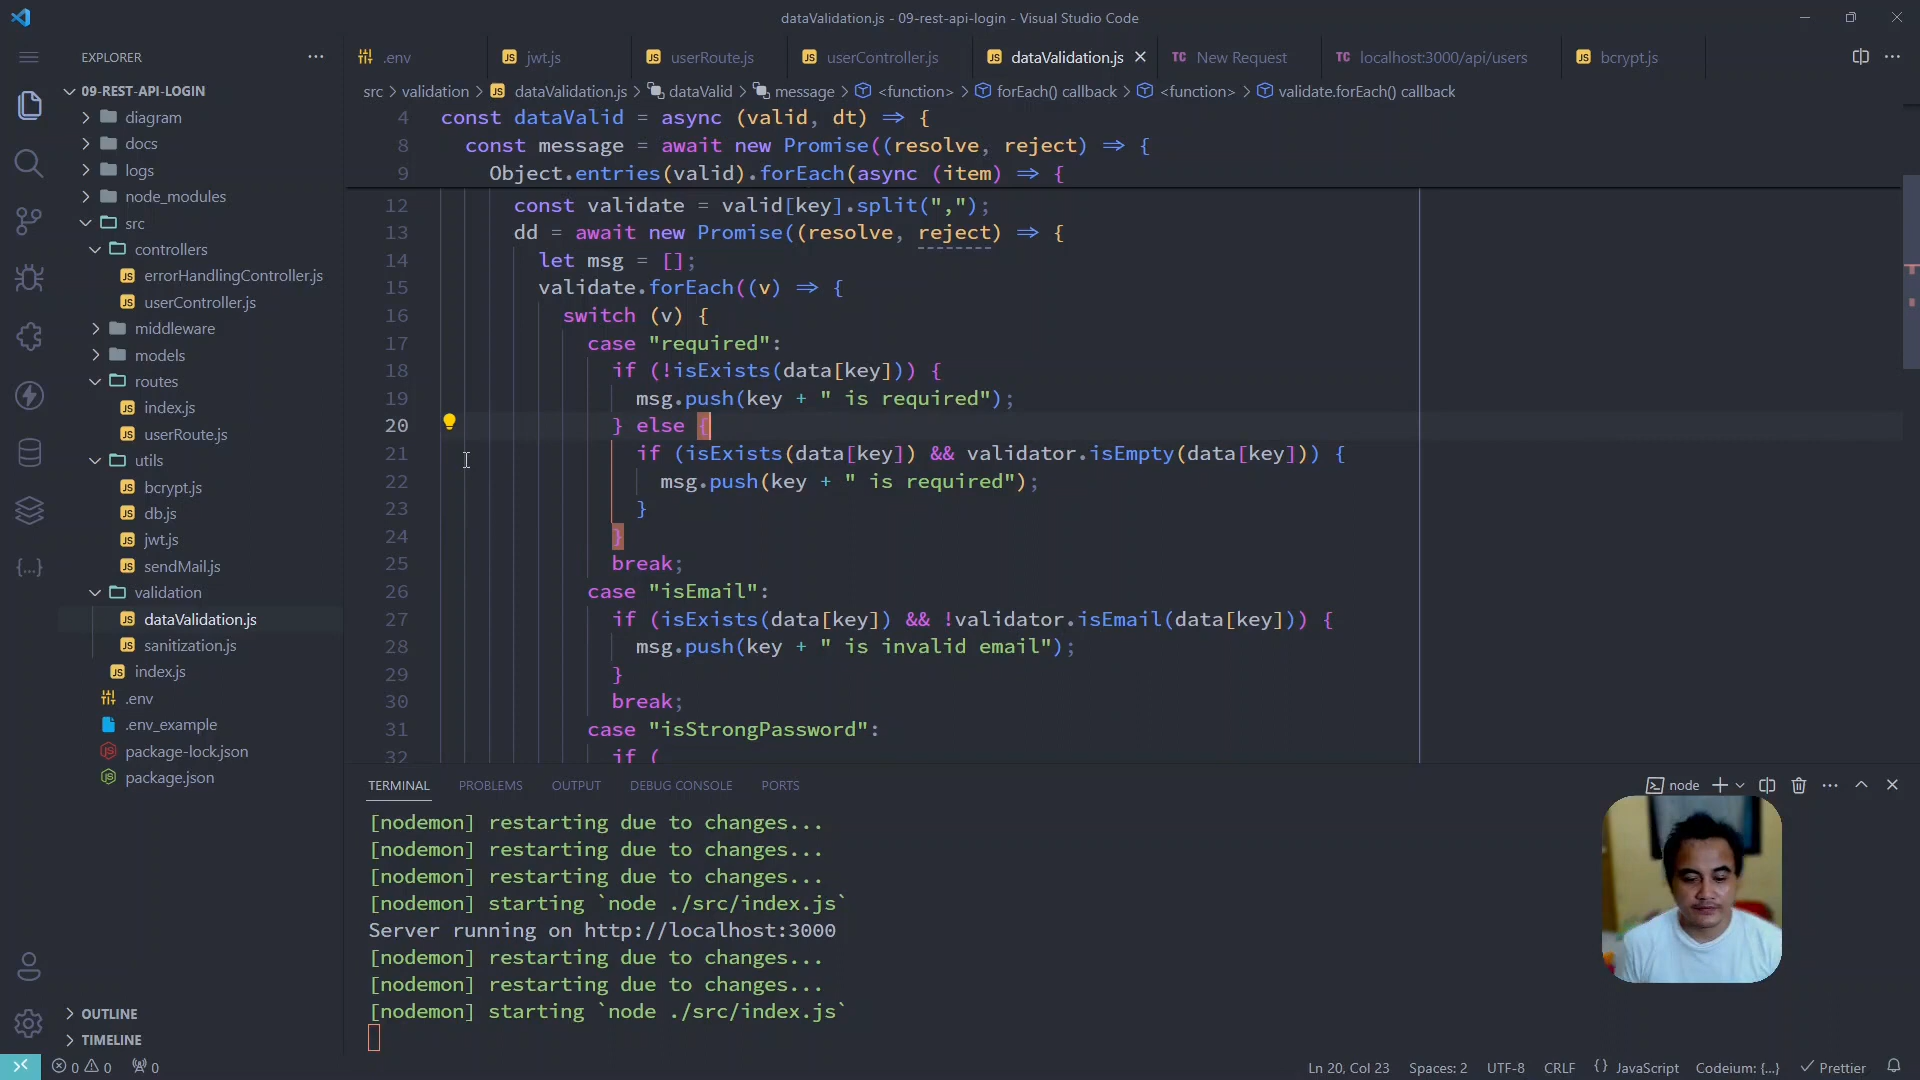 dataValidation.js - 09-rest-api-login - Visual Studio Code
EXPLORER
.env
jwt.js
userRoute.js
userController.js
dataValidation.js
TC New Request
TC localhost:3000/api/users
bcrypt.js
src > validation > JS dataValidation.js > dataValid > message > <function> > forEach() callback > <function> > validate.forEach() callback
09-REST-API-LOGIN
diagram
docs
logs
node_modules
src
controllers
errorHandlingController.js
userController.js
middleware
models
routes
index.js
userRoute.js
utils
bcrypt.js
db.js
jwt.js
sendMail.js
validation
dataValidation.js
sanitization.js
index.js
.env
.env_example
package-lock.json
package.json
OUTLINE
TIMELINE
4 const dataValid = async (valid, dt) => {
8 const message = await new Promise((resolve, reject) => {
9 Object.entries(valid).forEach(async (item) => {
12 const validate = valid[key].split(",");
13 dd = await new Promise((resolve, reject) => {
14 let msg = [];
15 validate.forEach((v) => {
16 switch (v) {
17 case "required":
18 if (!isExists(data[key])) {
19 msg.push(key + " is required");
20 } else {
21 if (isExists(data[key]) && validator.isEmpty(data[key])) {
22 msg.push(key + " is required");
23 }
24 }
25 break;
26 case "isEmail":
27 if (isExists(data[key]) && !validator.isEmail(data[key])) {
28 msg.push(key + " is invalid email");
29 }
30 break;
31 case "isStrongPassword":
32 if (
TERMINAL PROBLEMS OUTPUT DEBUG CONSOLE PORTS
node
[nodemon] restarting due to changes...
[nodemon] restarting due to changes...
[nodemon] restarting due to changes...
[nodemon] starting `node ./src/index.js`
Server running on http://localhost:3000
[nodemon] restarting due to changes...
[nodemon] restarting due to changes...
[nodemon] starting `node ./src/index.js`
0 0 0
Ln 20, Col 23 Spaces: 2 UTF-8 CRLF {} JavaScript Codeium: {...} Prettier